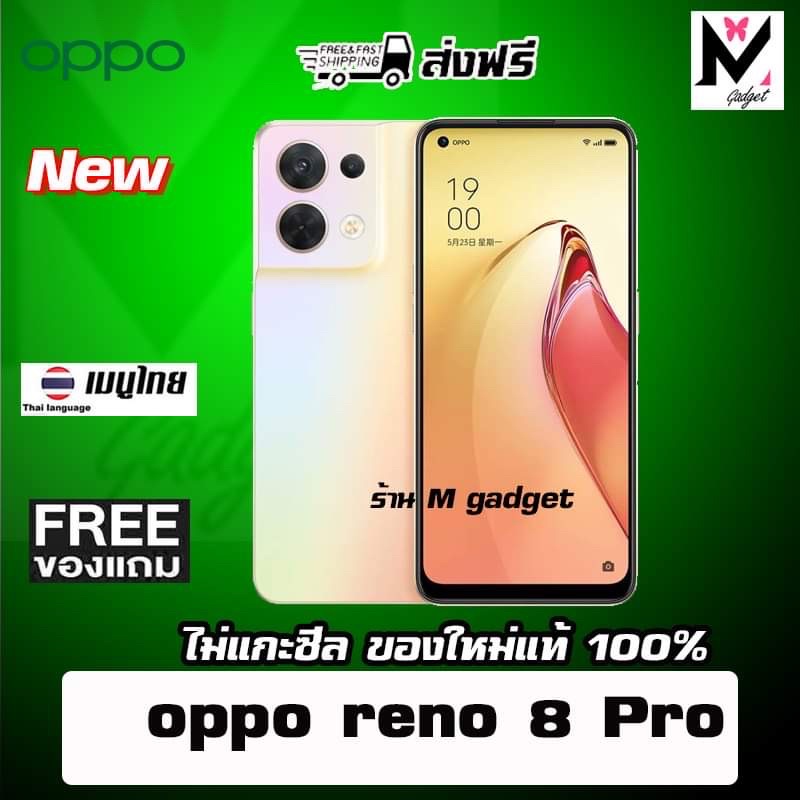 oppo
FREE&FAST
SHIPPING
ส่งฟรี
M
Gadget
New
OPPO
19
00
5月23日 星期一
เมนูไทย
Thai language
ร้าน M gadget
FREE
ของแถม
ไม่แกะซีล ของใหม่แท้ 100%
oppo reno 8 Pro